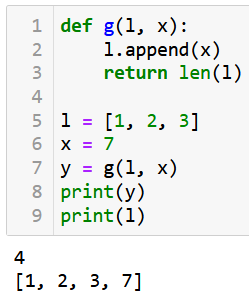 1 def g(l, x):
2     l.append(x)
3     return len(l)
4
5 l = [1, 2, 3]
6 x = 7
7 y = g(l, x)
8 print(y)
9 print(l)
4
[1, 2, 3, 7]